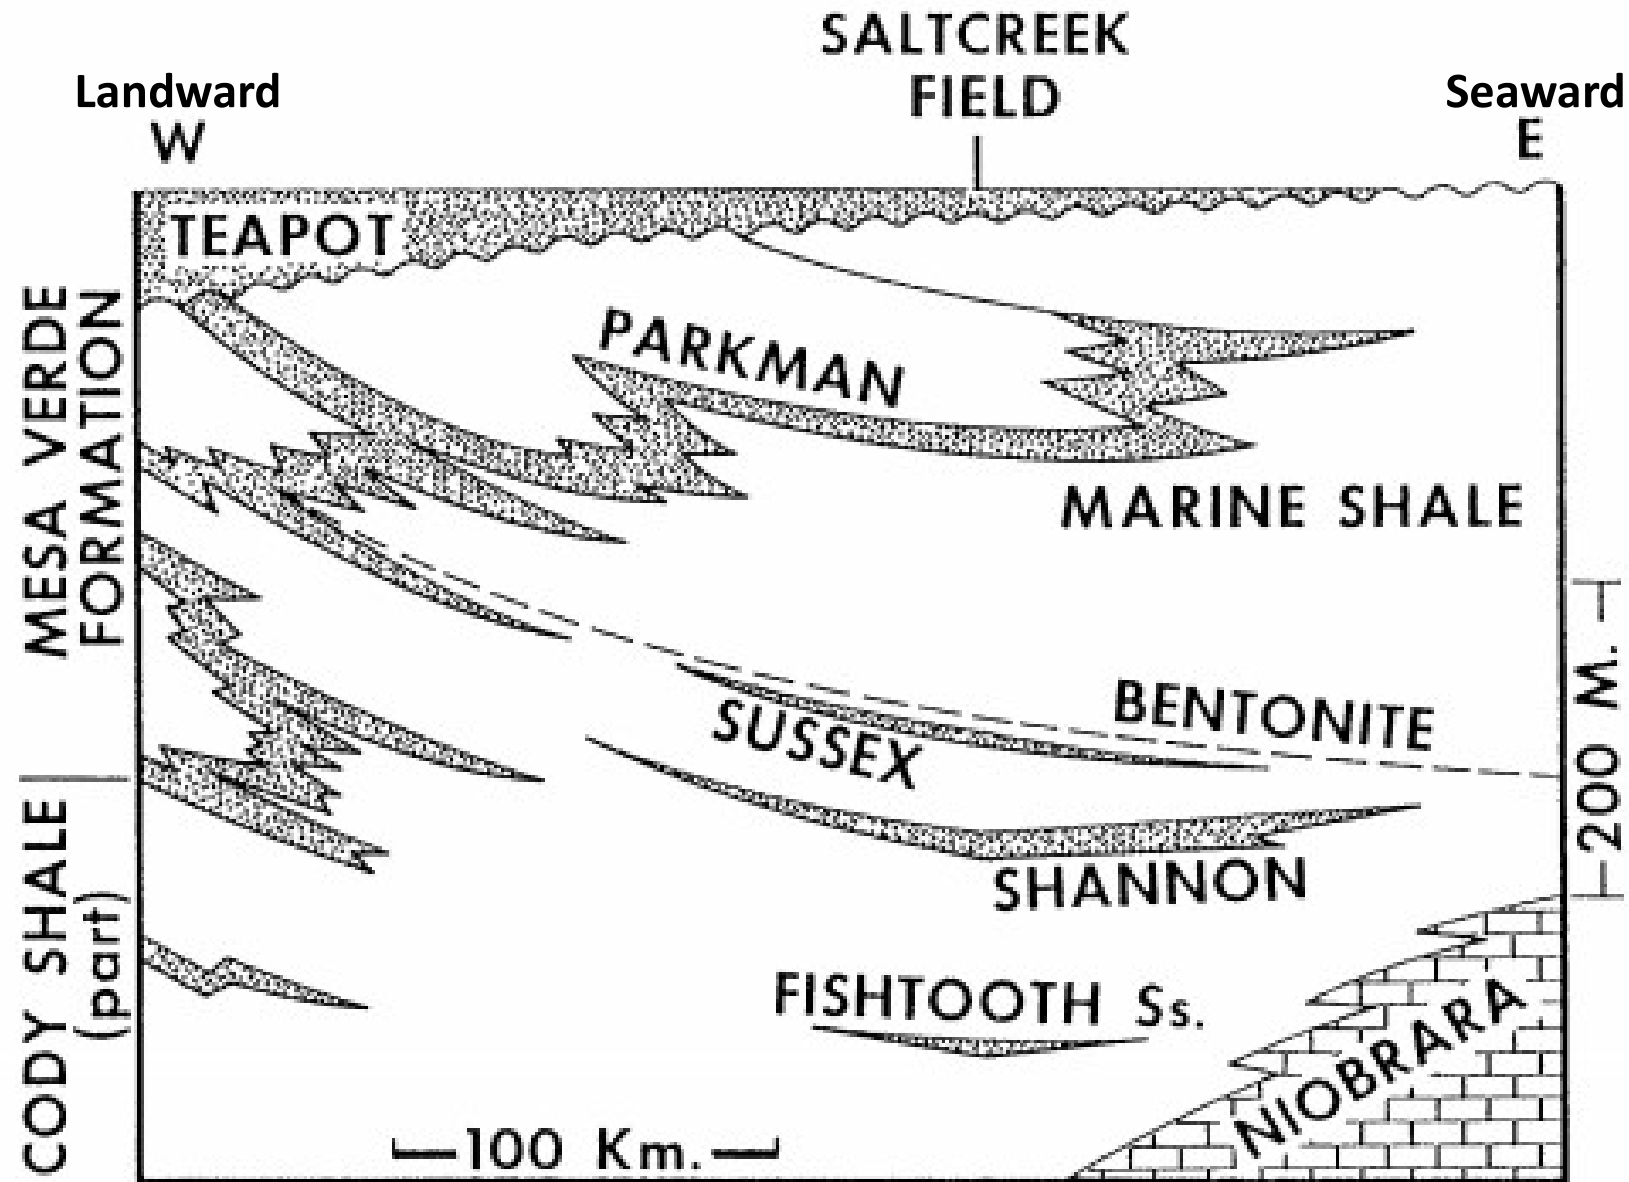 SALTCREEK
FIELD
Landward
W
Seaward
E
TEAPOT
PARKMAN
MARINE SHALE
MESA VERDE
FORMATION
BENTONITE
SUSSEX
200 M.
SHANNON
CODY SHALE
(part)
FISHTOOTH Ss.
NIOBRARA
100 Km.